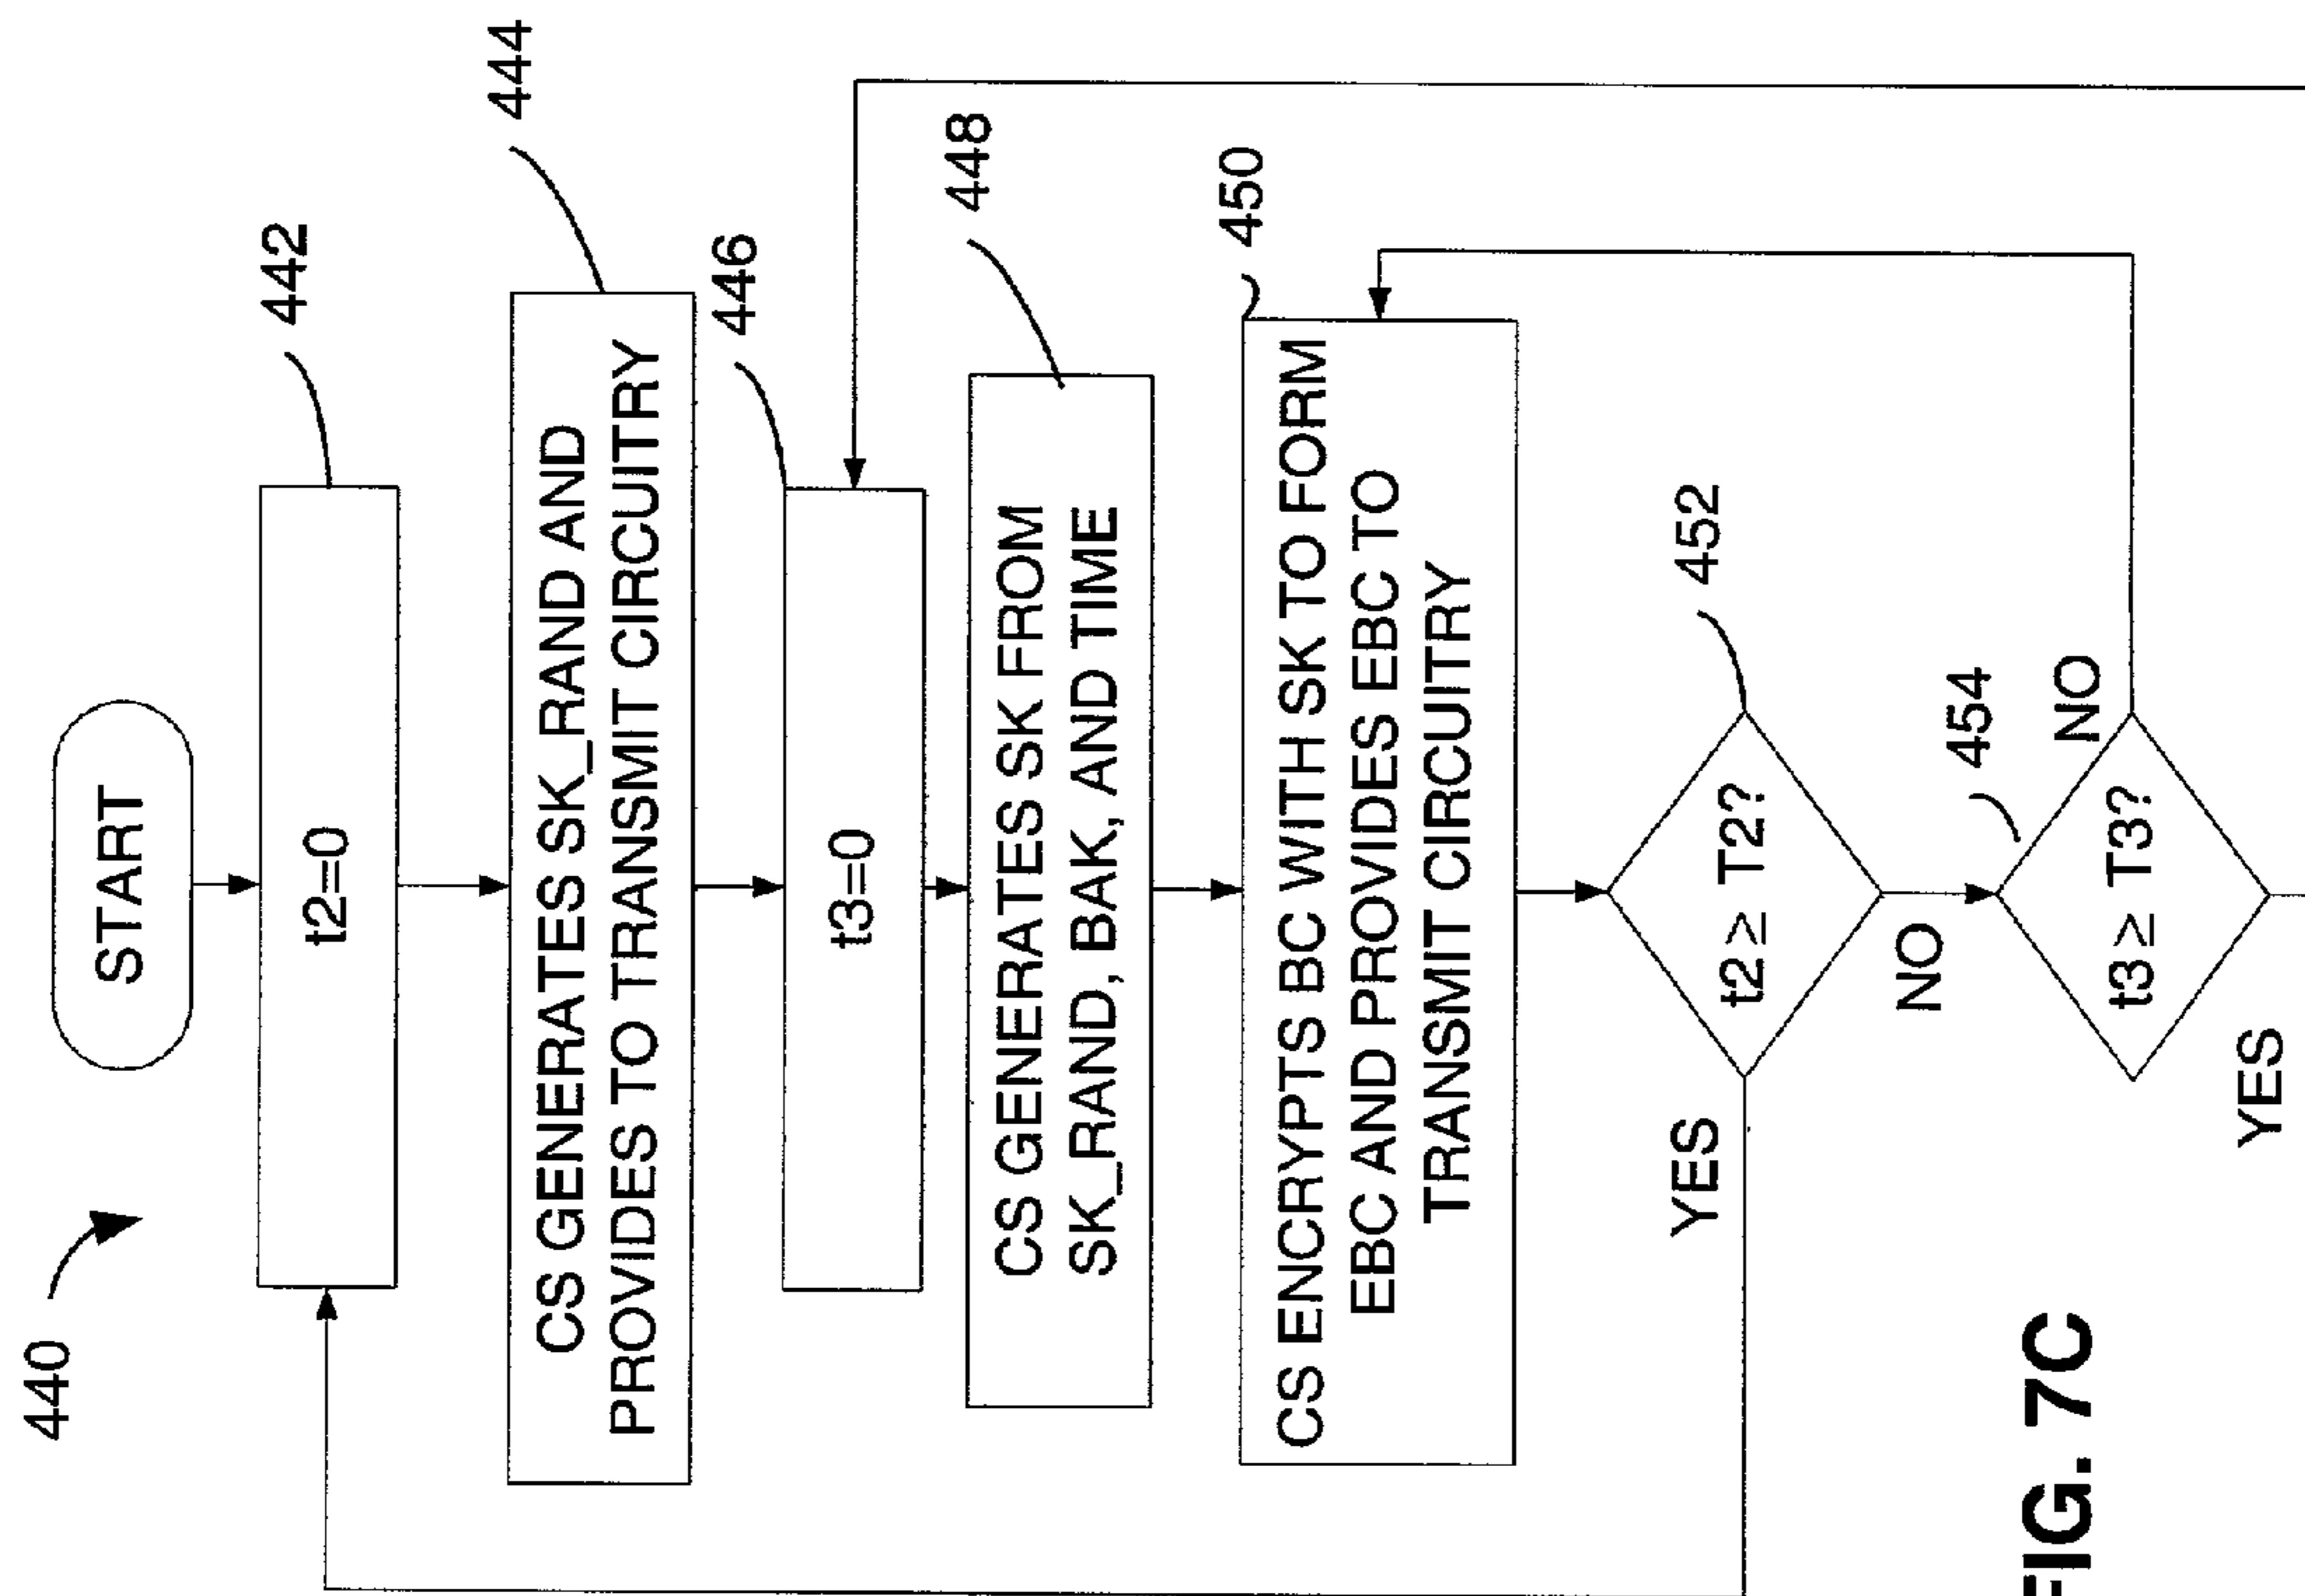 440
START
442
t2=0
444
CS GENERATES SK_RAND AND
PROVIDES TO TRANSMIT CIRCUITRY
446
t3=0
448
CS GENERATES SK FROM
SK_RAND, BAK, AND TIME
450
CS ENCRYPTS BC WITH SK TO FORM
EBC AND PROVIDES EBC TO
TRANSMIT CIRCUITRY
452
t2 ≥ T2?
YES
NO
454
t3 ≥ T3?
NO
YES
FIG. 7C